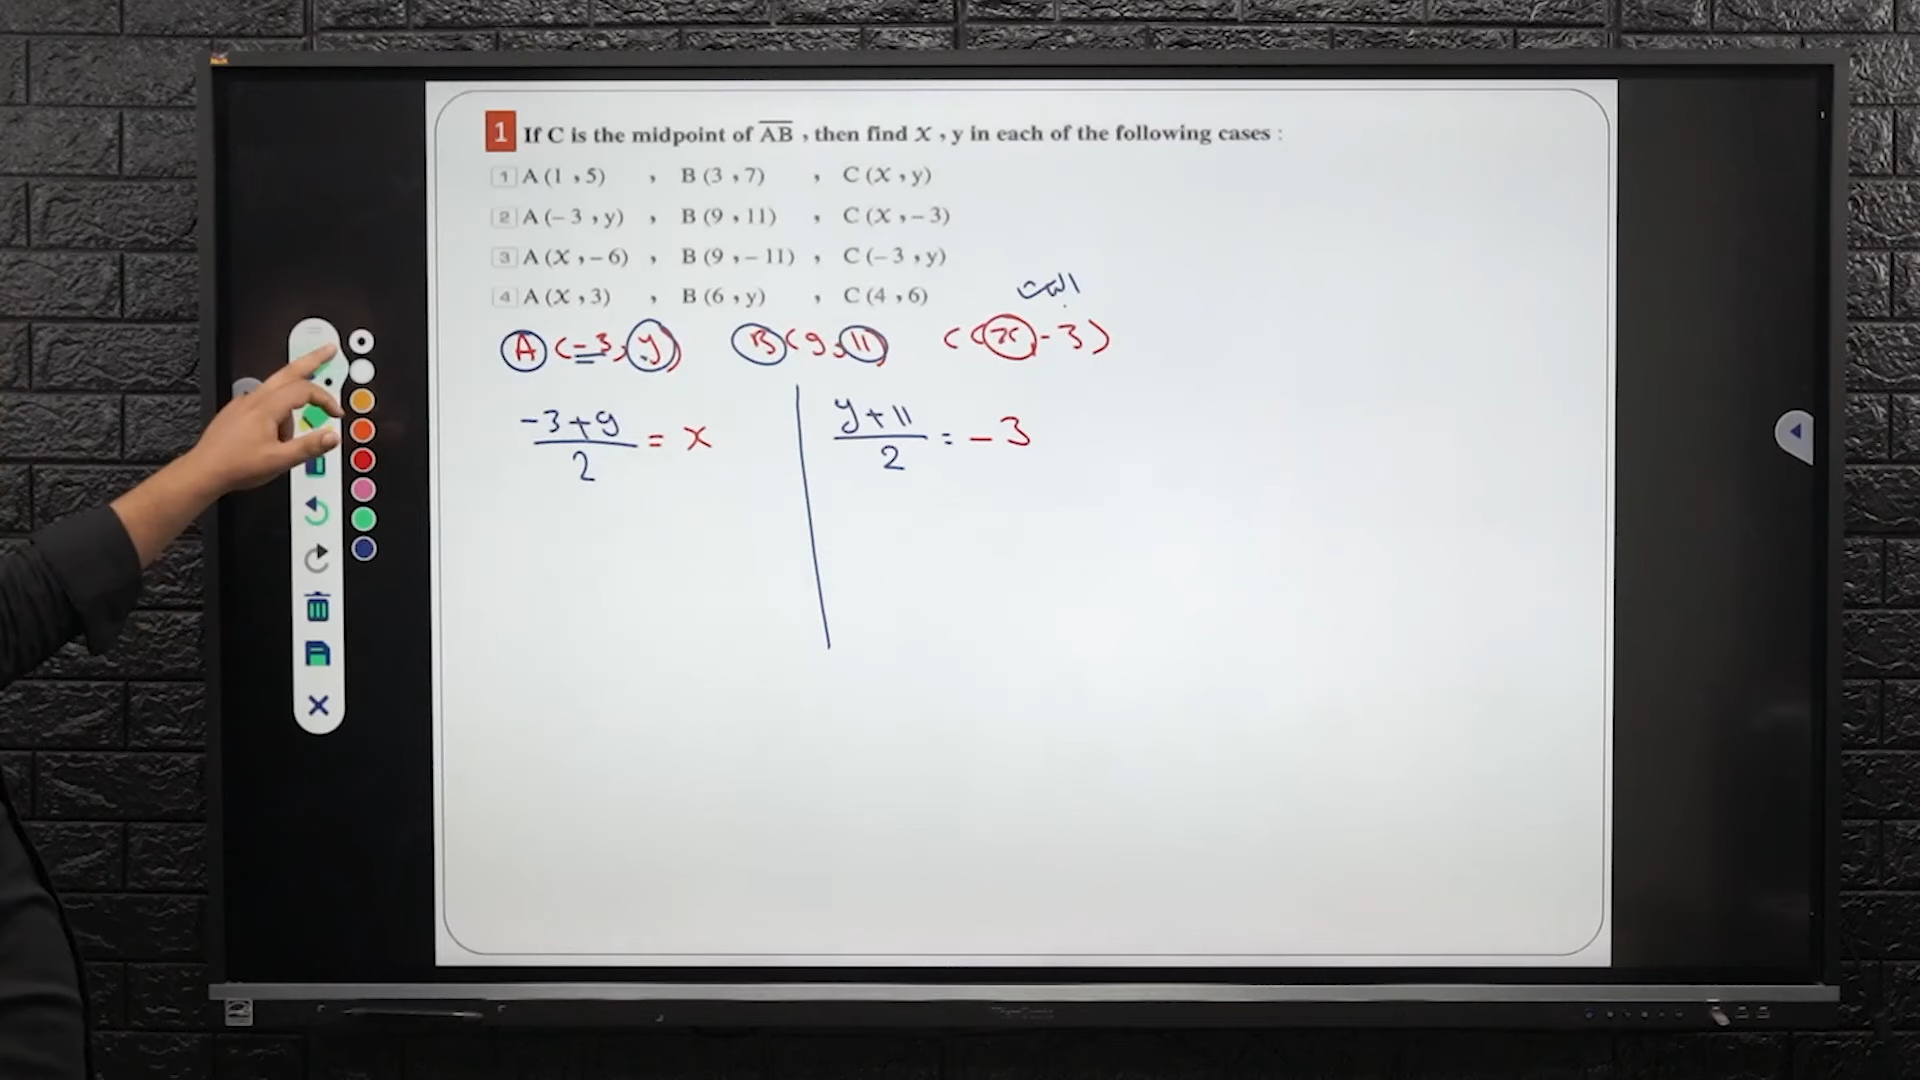 1 If C is the midpoint of AB , then find X , y in each of the following cases :
1 A (1 , 5) , B (3 , 7) , C (X , y)
2 A (– 3 , y) , B (9 , 11) , C (X , – 3)
3 A (X , – 6) , B (9 , – 11) , C (– 3 , y)
4 A (X , 3) , B (6 , y) , C (4 , 6)
A (-3, y) B (9, 11) C (x, -3)
-3+9
2
= x
y+11
2
= -3